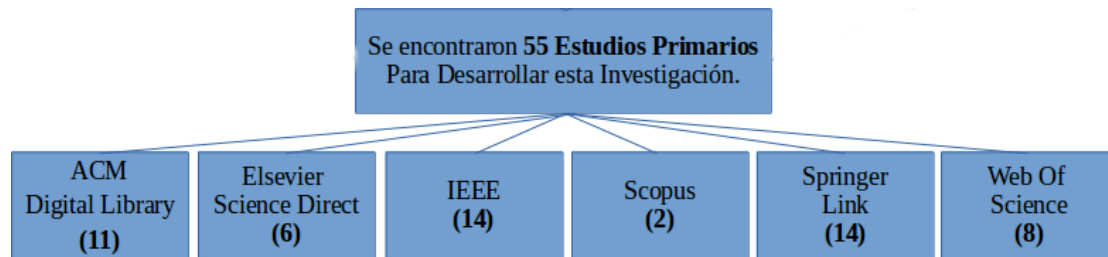 Se encontraron 55 Estudios Primarios
Para Desarrollar esta Investigación.
ACM
Digital Library
(11)
Elsevier
Science Direct
(6)
IEEE
(14)
Scopus
(2)
Springer
Link
(14)
Web Of
Science
(8)